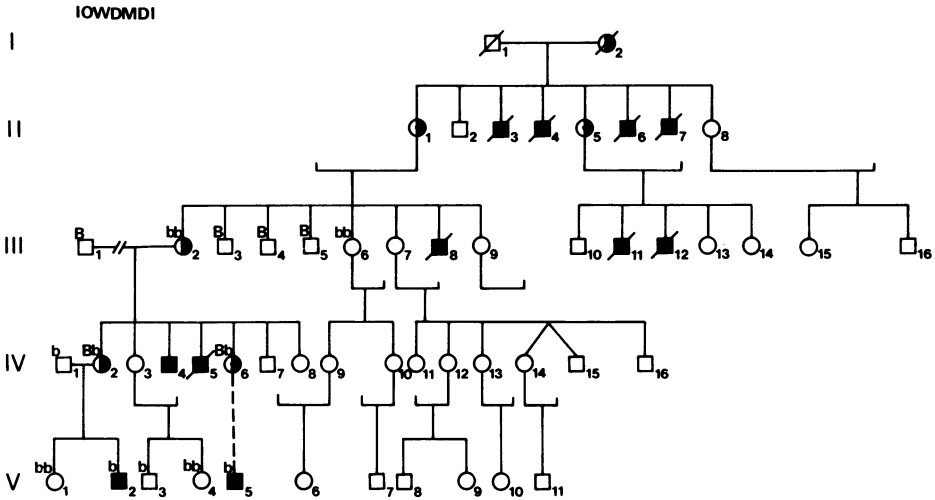 IOWDMDI
I
1 2
II
1 2 3 4 5 6 7 8
III
B 1 bb 2 B 3 B 4 B 5 bb 6 7 8 9 10 11 12 13 14 15 16
IV
b 1 Bb 2 3 4 5 Bb 6 7 8 9 10 11 12 13 14 15 16
V
bb 1 b 2 b 3 bb 4 b 5 6 7 8 9 10 11